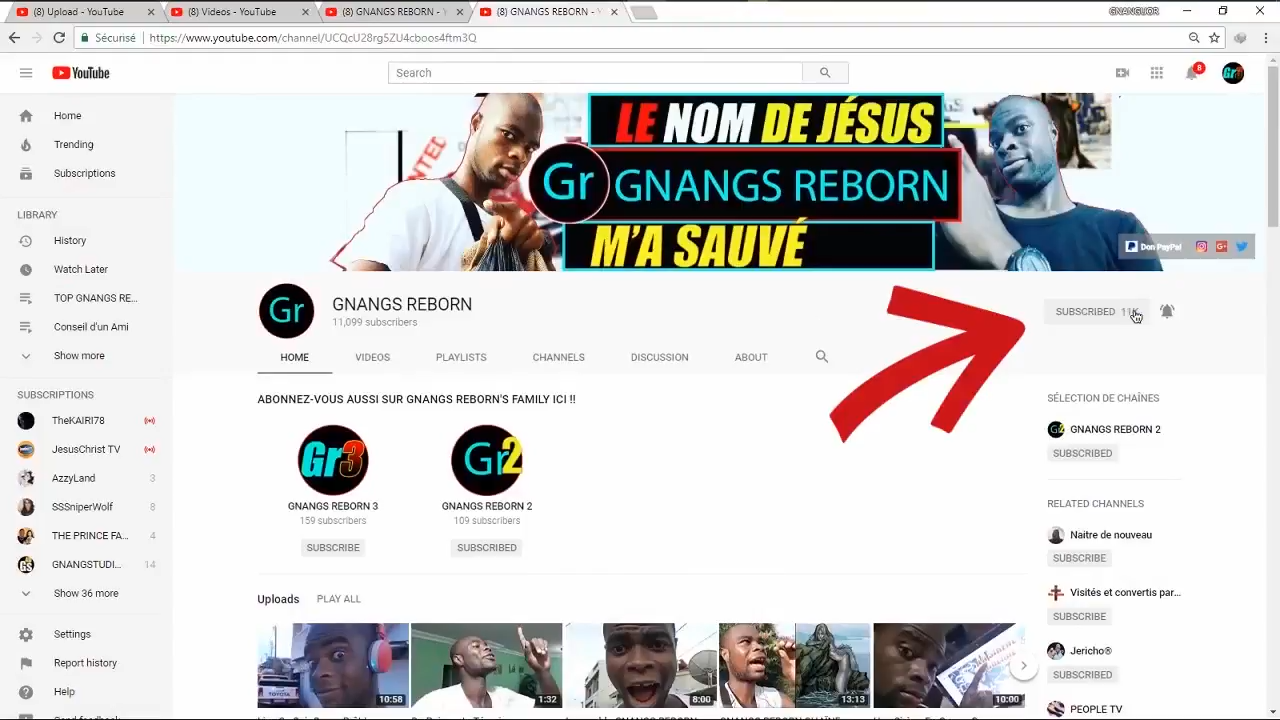 (8) Upload - YouTube
(8) Videos - YouTube
(8) GNANGS REBORN - Y
(8) GNANGS REBORN - Y
GNANGUOR
Sécurisé
https://www.youtube.com/channel/UCQcU28rgSZU4cboos4ftm3Q
YouTube
Search
8
Home
Trending
Subscriptions
LIBRARY
History
Watch Later
TOP GNANGS RE...
Conseil d'un Ami
Show more
SUBSCRIPTIONS
TheKAIRI78
JesusChrist TV
AzzyLand 3
SSSniperWolf 8
THE PRINCE FA... 4
GNANGSTUDI... 14
Show 36 more
Settings
Report history
Help
Send feedback
LE NOM DE JÉSUS
Gr GNANGS REBORN
M'A SAUVÉ
Don PayPal
Gr
GNANGS REBORN
11,099 subscribers
SUBSCRIBED
HOME VIDEOS PLAYLISTS CHANNELS DISCUSSION ABOUT
ABONNEZ-VOUS AUSSI SUR GNANGS REBORN'S FAMILY ICI !!
Gr3
GNANGS REBORN 3
159 subscribers
SUBSCRIBE
Gr2
GNANGS REBORN 2
109 subscribers
SUBSCRIBED
Uploads PLAY ALL
10:58
1:32
8:00
13:13
10:00
SÉLECTION DE CHAÎNES
GNANGS REBORN 2
SUBSCRIBED
RELATED CHANNELS
Naitre de nouveau
SUBSCRIBE
Visités et convertis par...
SUBSCRIBE
Jericho®
SUBSCRIBED
PEOPLE TV